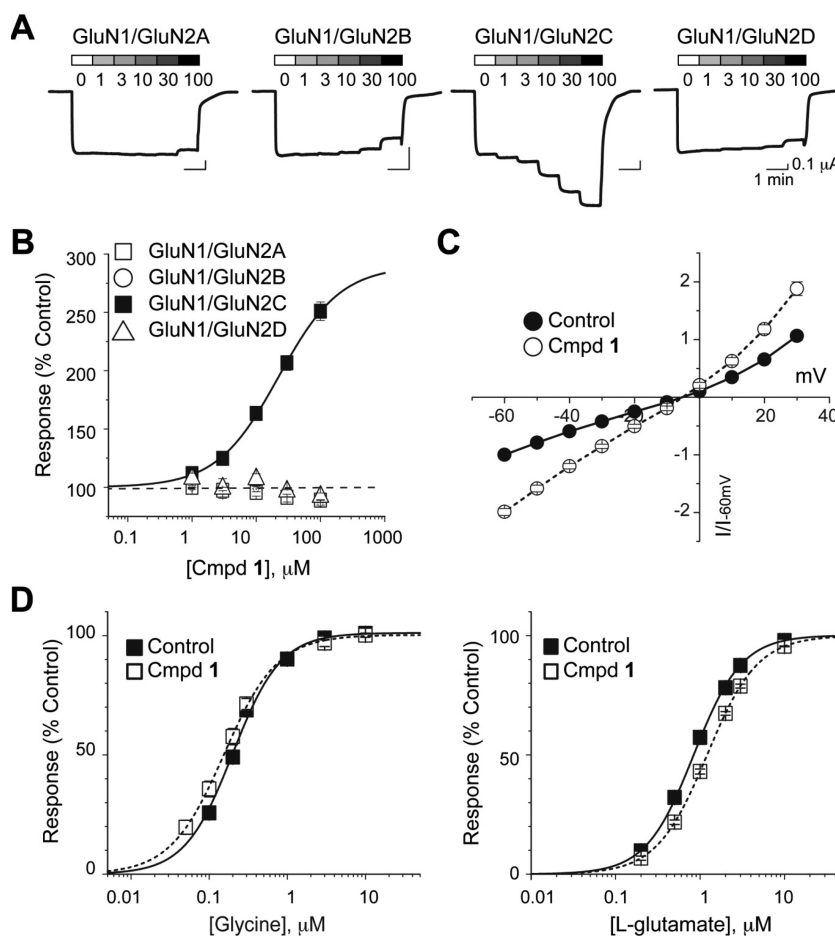 A
GluN1/GluN2A GluN1/GluN2B GluN1/GluN2C GluN1/GluN2D
0 1 3 10 30 100 0 1 3 10 30 100 0 1 3 10 30 100 0 1 3 10 30 100
0.1 μA
1 min
B
GluN1/GluN2A
GluN1/GluN2B
GluN1/GluN2C
GluN1/GluN2D
Response (% Control)
300
250
200
150
100
0.1 1 10 100 1000
[Cmpd 1], μM
C
Control
Cmpd 1
mV
2
1
-60 -40 -20 0 20 40
-1
-2
I/I-60mV
D
Control
Cmpd 1
Response (% Control)
100
50
0
0.01 0.1 1 10
[Glycine], μM
Control
Cmpd 1
Response (% Control)
100
50
0
0.01 0.1 1 10
[L-glutamate], μM